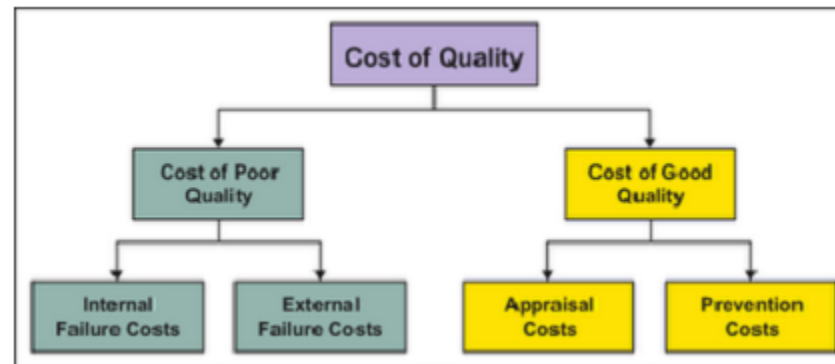 Cost of Quality
Cost of Poor
Quality
Cost of Good
Quality
Internal
Failure Costs
External
Failure Costs
Appraisal
Costs
Prevention
Costs